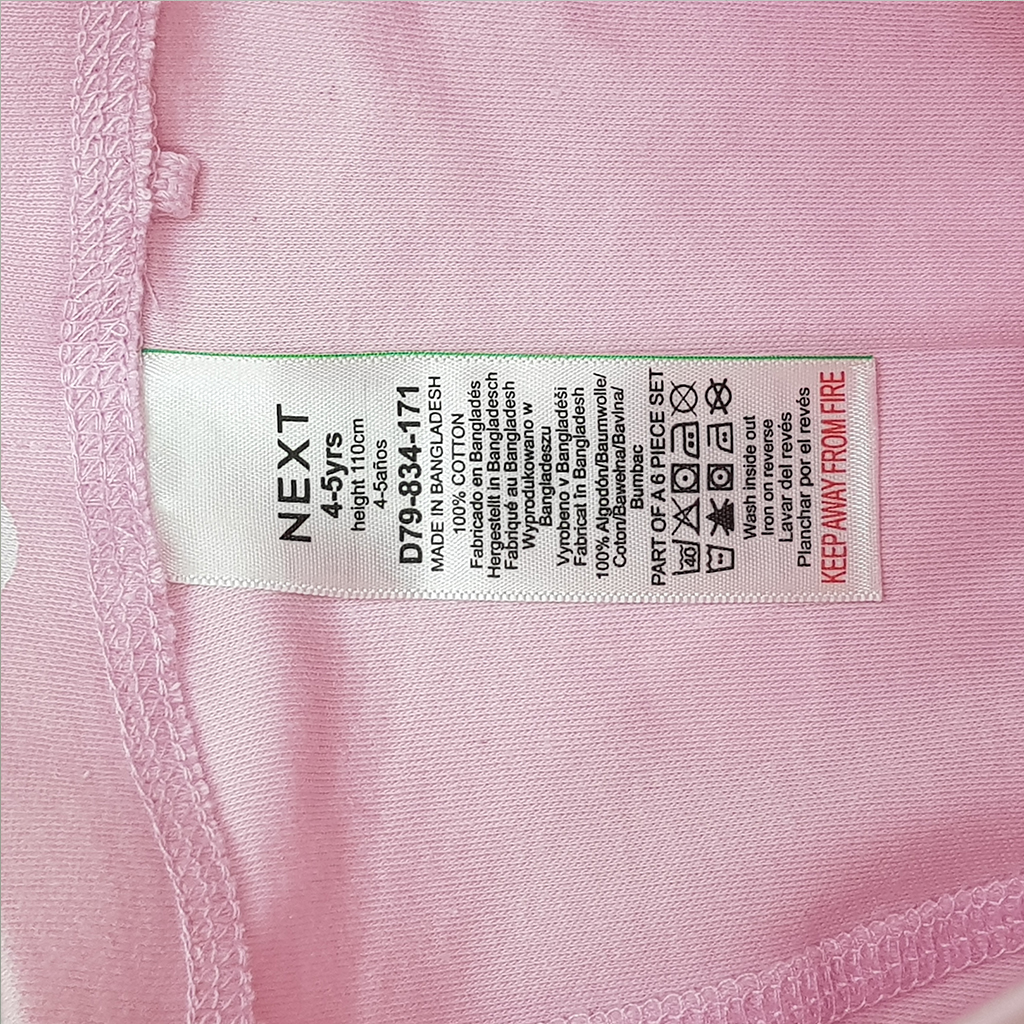 NEXT
4-5yrs
height 110cm
4-5años
D79-834-171
MADE IN BANGLADESH
100% COTTON
Fabricado en Bangladés
Hergestellt in Bangladesch
Fabriqué au Bangladesh
Wyprodukowano w
Bangladeszu
Vyrobeno v Bangladéši
Fabricat în Bangladesh
100% Algodón/Baumwolle/
Coton/Bawełna/Bavlna/
Bumbac
PART OF A 6 PIECE SET
40
Wash inside out
Iron on reverse
Lavar del revés
Planchar por el revés
KEEP AWAY FROM FIRE